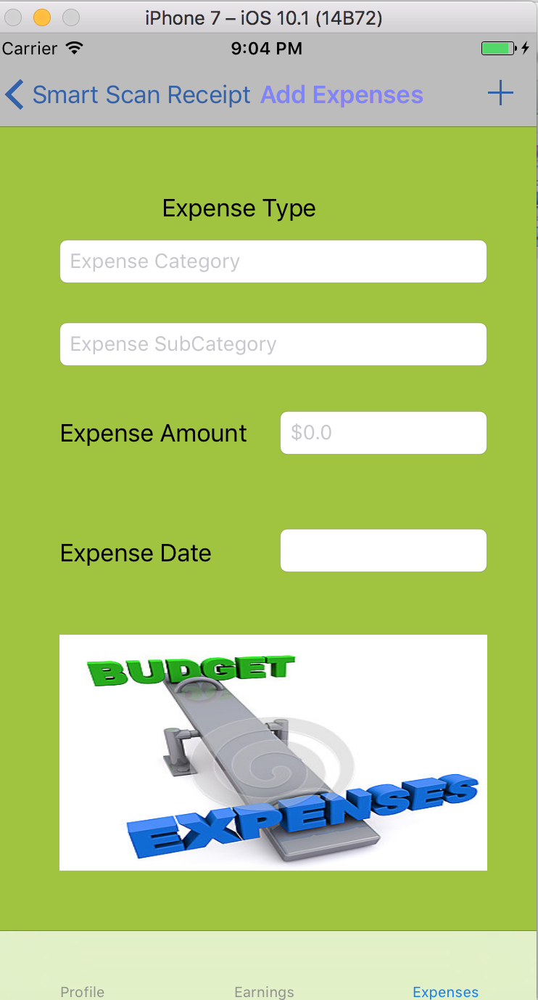 iPhone 7 – iOS 10.1 (14B72)
Carrier 9:04 PM
Smart Scan Receipt Add Expenses +
Expense Type
Expense Category
Expense SubCategory
Expense Amount $0.0
Expense Date
BUDGET
EXPENSES
Profile Earnings Expenses